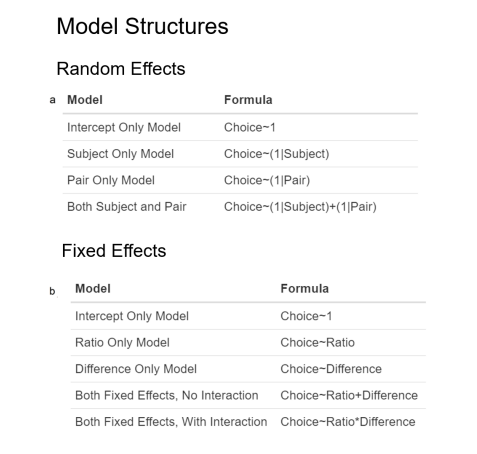 Model Structures
Random Effects
a Model Formula
Intercept Only Model Choice~1
Subject Only Model Choice~(1|Subject)
Pair Only Model Choice~(1|Pair)
Both Subject and Pair Choice~(1|Subject)+(1|Pair)
Fixed Effects
b Model Formula
Intercept Only Model Choice~1
Ratio Only Model Choice~Ratio
Difference Only Model Choice~Difference
Both Fixed Effects, No Interaction Choice~Ratio+Difference
Both Fixed Effects, With Interaction Choice~Ratio*Difference